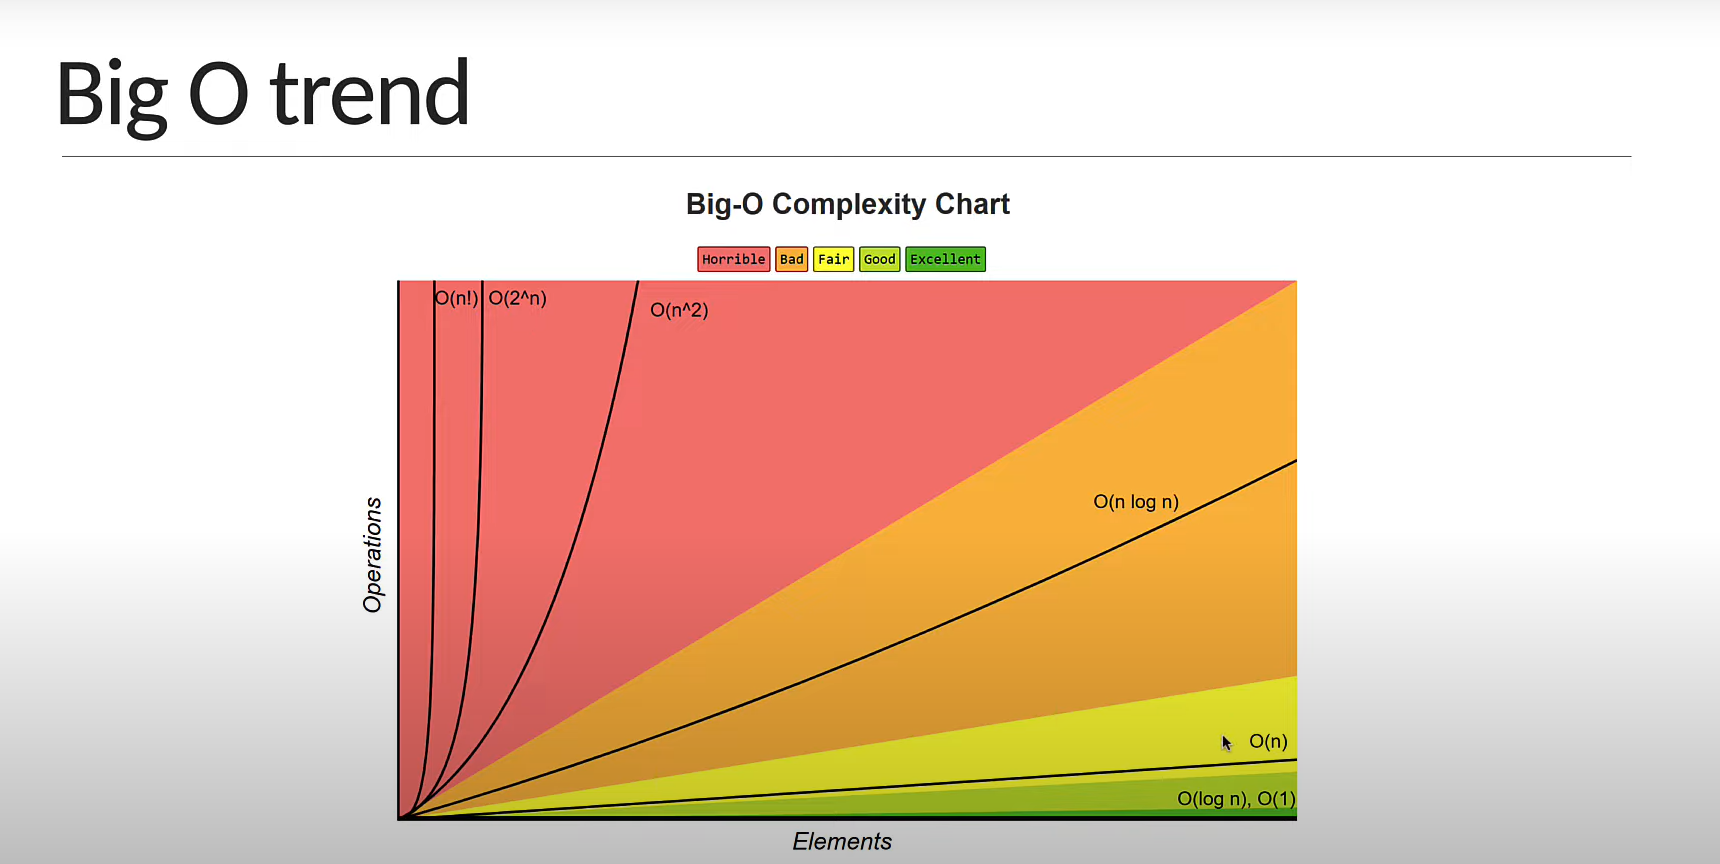 Big O trend
Big-O Complexity Chart
Horrible Bad Fair Good Excellent
O(n!) O(2^n)
O(n^2)
O(n log n)
Operations
O(n)
O(log n), O(1)
Elements